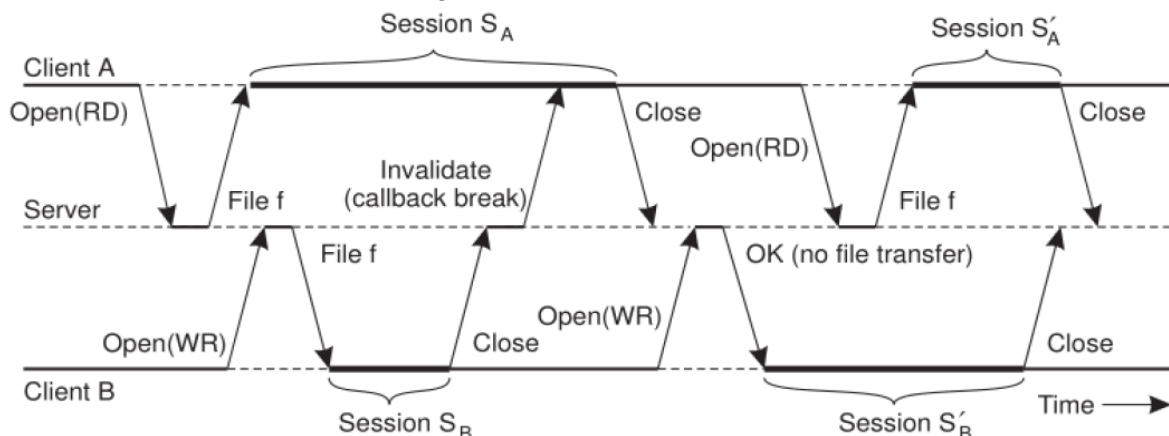 Session S_A
Session S′_A
Client A
Open(RD)
Close
Close
Open(RD)
Invalidate
(callback break)
File f
File f
Server
File f
OK (no file transfer)
Open(WR)
Open(WR)
Close
Close
Client B
Time
Session S_B
Session S′_B